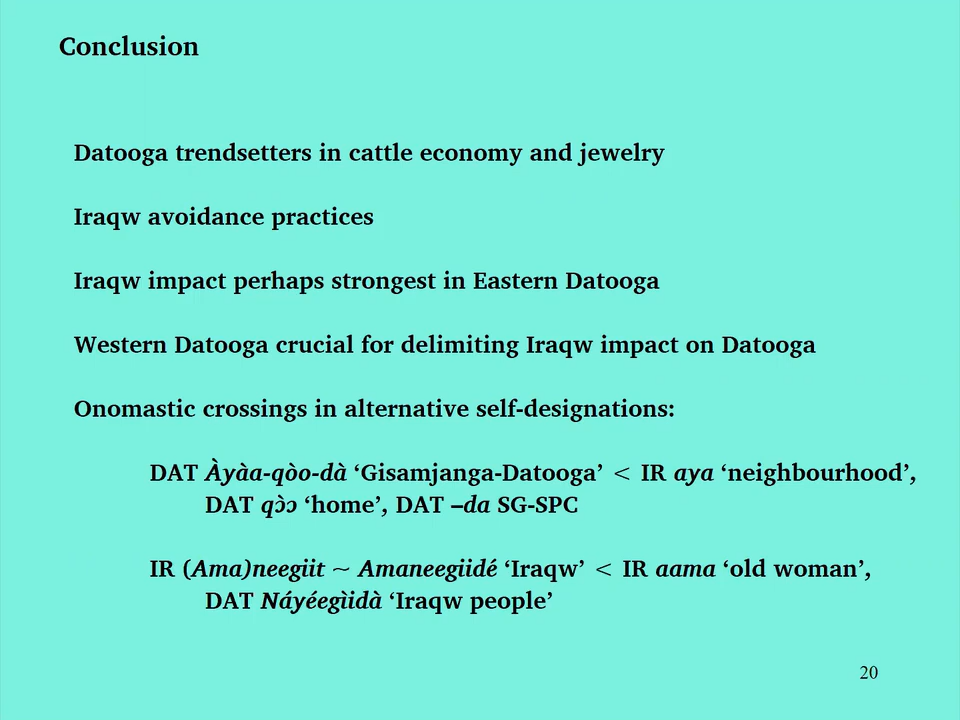 Conclusion
Datooga trendsetters in cattle economy and jewelry
Iraqw avoidance practices
Iraqw impact perhaps strongest in Eastern Datooga
Western Datooga crucial for delimiting Iraqw impact on Datooga
Onomastic crossings in alternative self-designations:
DAT Àyàa-qòo-dà ‘Gisamjanga-Datooga’ < IR aya ‘neighbourhood’,
DAT qɔ̀ɔ ‘home’, DAT –da SG-SPC
IR (Ama)neegiit ~ Amaneegiidé ‘Iraqw’ < IR aama ‘old woman’,
DAT Náyéegìidà ‘Iraqw people’
20